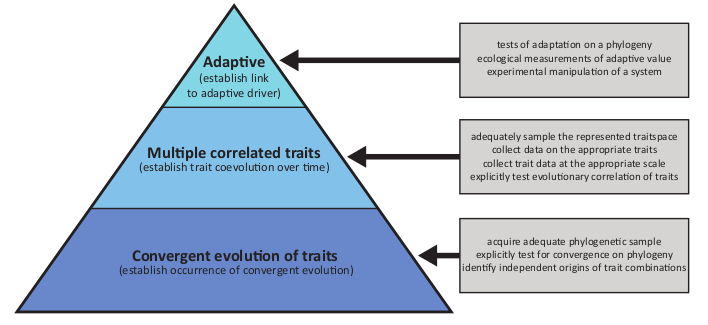 Adaptive
(establish link
to adaptive driver)
tests of adaptation on a phylogeny
ecological measurements of adaptive value
experimental manipulation of a system
Multiple correlated traits
(establish trait coevolution over time)
adequately sample the represented traitspace
collect data on the appropriate traits
collect trait data at the appropriate scale
explicitly test evolutionary correlation of traits
Convergent evolution of traits
(establish occurrence of convergent evolution)
acquire adequate phylogenetic sample
explicitly test for convergence on phylogeny
identify independent origins of trait combinations